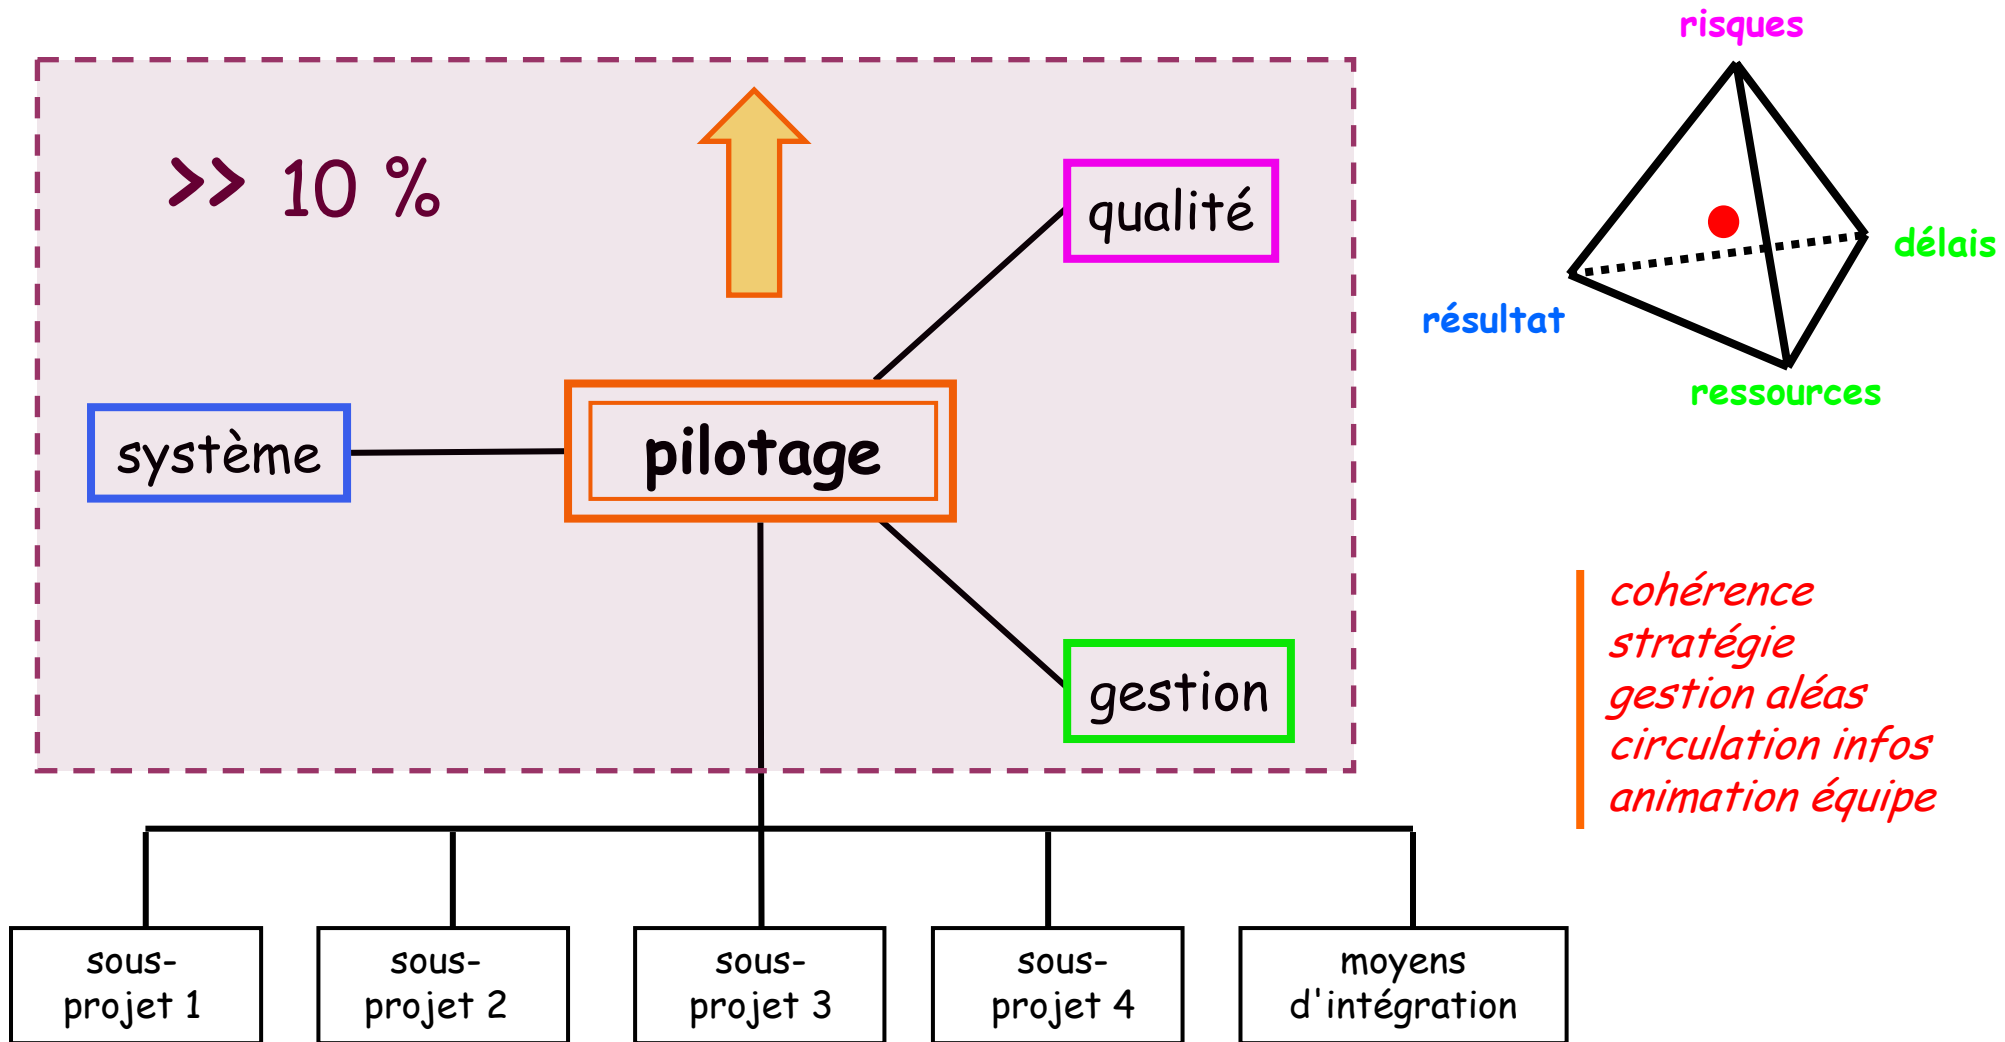 risques
>> 10 %
qualité
délais
résultat
ressources
système
pilotage
gestion
cohérence
stratégie
gestion aléas
circulation infos
animation équipe
sous-
projet 1
sous-
projet 2
sous-
projet 3
sous-
projet 4
moyens
d'intégration